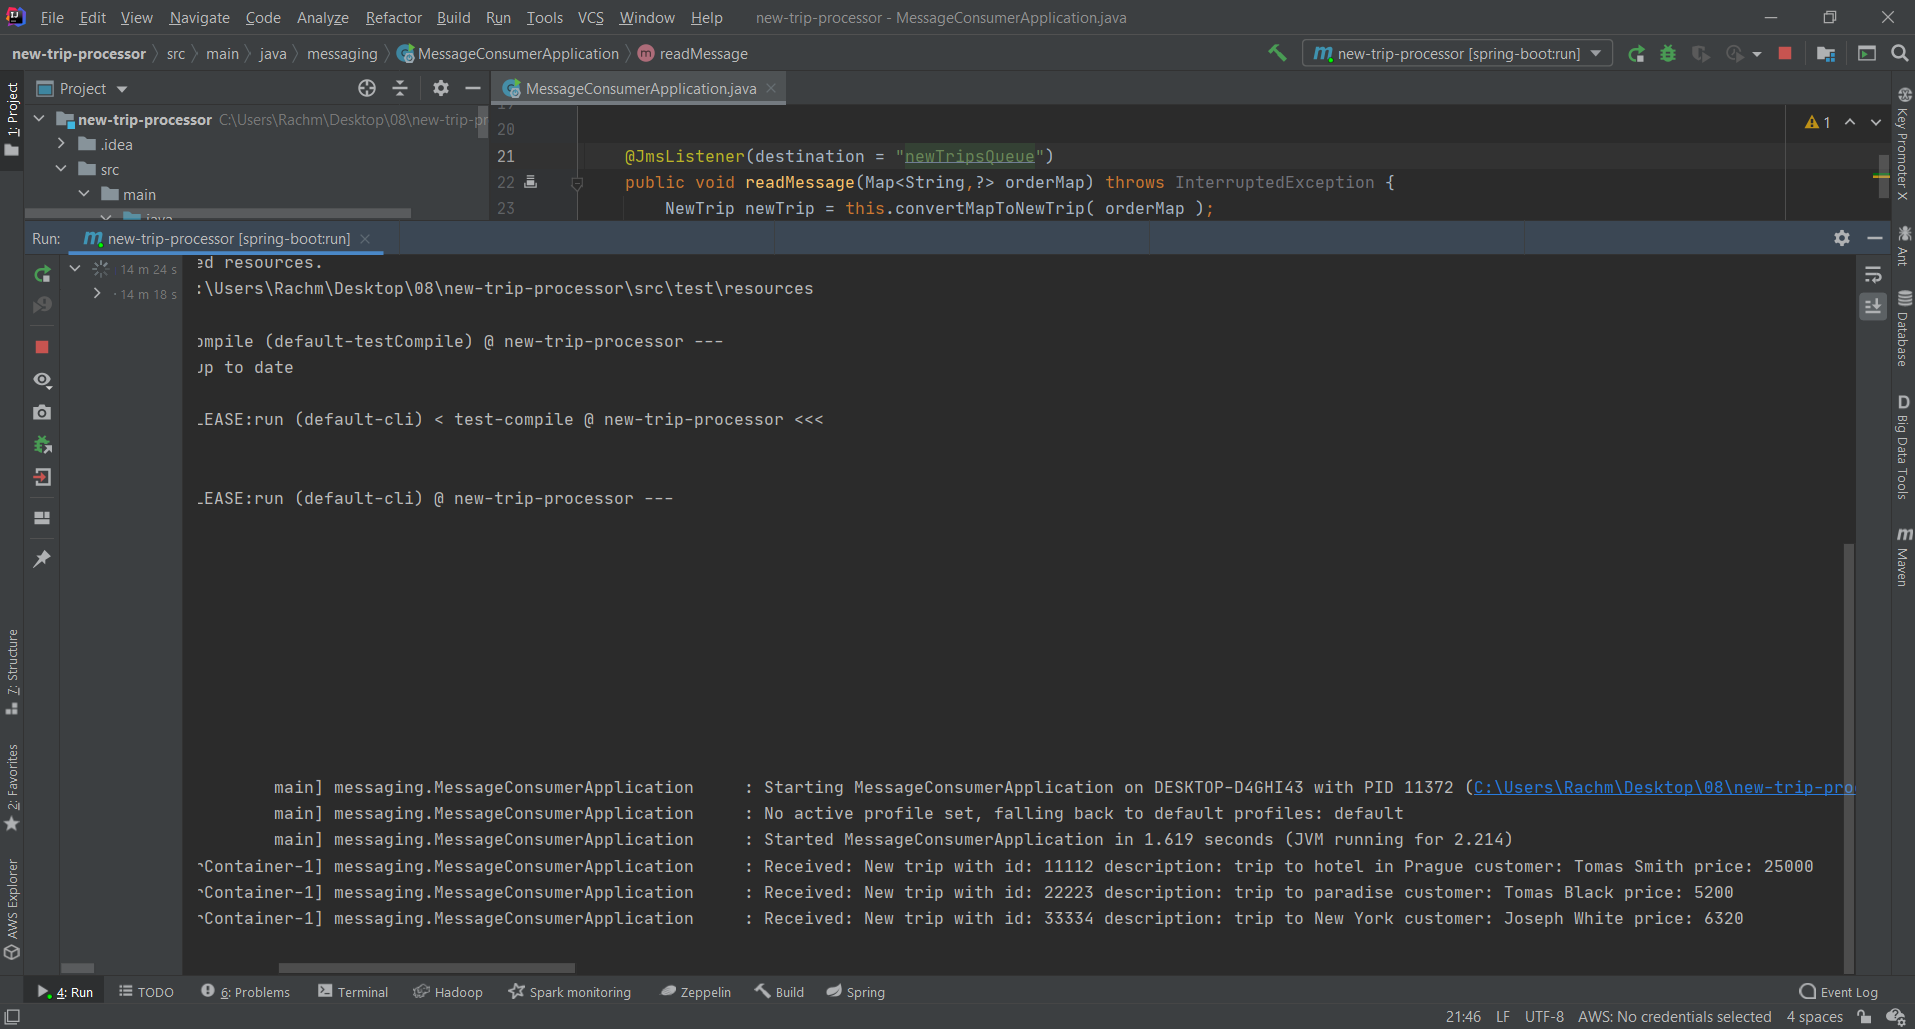 File Edit View Navigate Code Analyze Refactor Build Run Tools VCS Window Help new-trip-processor - MessageConsumerApplication.java
new-trip-processor src main java messaging MessageConsumerApplication readMessage new-trip-processor [spring-boot:run]
1: Project
Project
MessageConsumerApplication.java
new-trip-processor C:\Users\Rachm\Desktop\08\new-trip-pr
.idea
src
main
java
20
21 @JmsListener(destination = "newTripsQueue")
22 public void readMessage(Map<String,?> orderMap) throws InterruptedException {
23 NewTrip newTrip = this.convertMapToNewTrip( orderMap );
1
Run: new-trip-processor [spring-boot:run]
14 m 24 s
14 m 18 s
ed resources.
:\Users\Rachm\Desktop\08\new-trip-processor\src\test\resources
ompile (default-testCompile) @ new-trip-processor ---
up to date
LEASE:run (default-cli) < test-compile @ new-trip-processor <<<
LEASE:run (default-cli) @ new-trip-processor ---
main] messaging.MessageConsumerApplication : Starting MessageConsumerApplication on DESKTOP-D4GHI43 with PID 11372 (C:\Users\Rachm\Desktop\08\new-trip-pro
main] messaging.MessageConsumerApplication : No active profile set, falling back to default profiles: default
main] messaging.MessageConsumerApplication : Started MessageConsumerApplication in 1.619 seconds (JVM running for 2.214)
rContainer-1] messaging.MessageConsumerApplication : Received: New trip with id: 11112 description: trip to hotel in Prague customer: Tomas Smith price: 25000
rContainer-1] messaging.MessageConsumerApplication : Received: New trip with id: 22223 description: trip to paradise customer: Tomas Black price: 5200
rContainer-1] messaging.MessageConsumerApplication : Received: New trip with id: 33334 description: trip to New York customer: Joseph White price: 6320
7: Structure
2: Favorites
AWS Explorer
Key Promoter X
Ant
Database
D Big Data Tools
m Maven
4: Run TODO 6: Problems Terminal Hadoop Spark monitoring Zeppelin Build Spring Event Log
21:46 LF UTF-8 AWS: No credentials selected 4 spaces